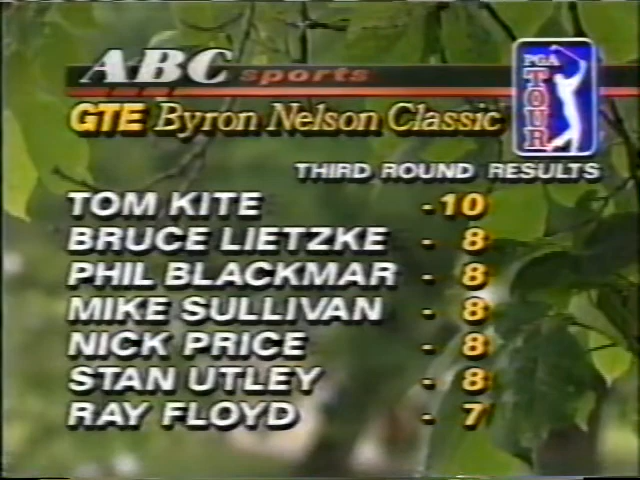 ABC sports
GTE Byron Nelson Classic
PGA TOUR
THIRD ROUND RESULTS
TOM KITE -10
BRUCE LIETZKE - 8
PHIL BLACKMAR - 8
MIKE SULLIVAN - 8
NICK PRICE - 8
STAN UTLEY - 8
RAY FLOYD - 7